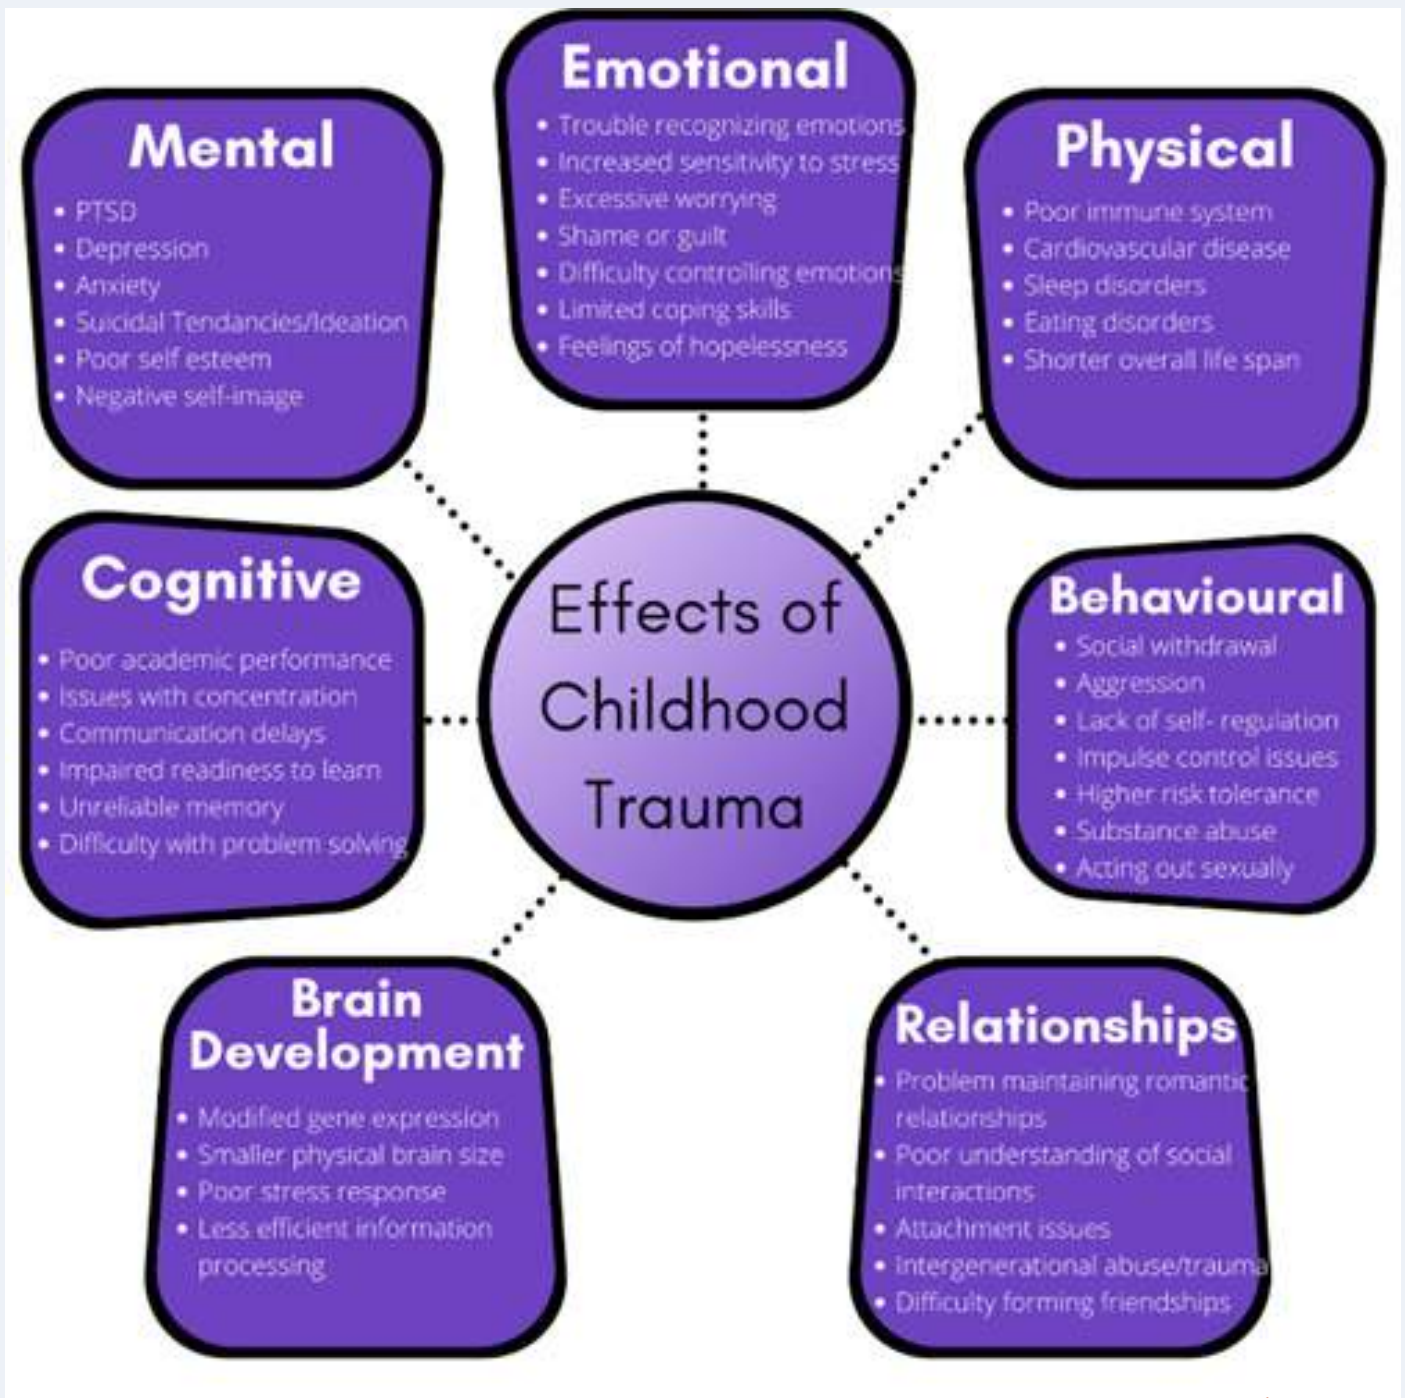 Mental
• PTSD
• Depression
• Anxiety
• Suicidal Tendancies/Ideation
• Poor self esteem
• Negative self-image
Emotional
• Trouble recognizing emotions
• Increased sensitivity to stress
• Excessive worrying
• Shame or guilt
• Difficulty controlling emotions
• Limited coping skills
• Feelings of hopelessness
Physical
• Poor immune system
• Cardiovascular disease
• Sleep disorders
• Eating disorders
• Shorter overall life span
Cognitive
• Poor academic performance
• Issues with concentration
• Communication delays
• Impaired readiness to learn
• Unreliable memory
• Difficulty with problem solving
Effects of
Childhood
Trauma
Behavioural
• Social withdrawal
• Aggression
• Lack of self- regulation
• Impulse control issues
• Higher risk tolerance
• Substance abuse
• Acting out sexually
Brain
Development
• Modified gene expression
• Smaller physical brain size
• Poor stress response
• Less efficient information
processing
Relationships
• Problem maintaining romantic
relationships
• Poor understanding of social
interactions
• Attachment issues
• Intergenerational abuse/trauma
• Difficulty forming friendships